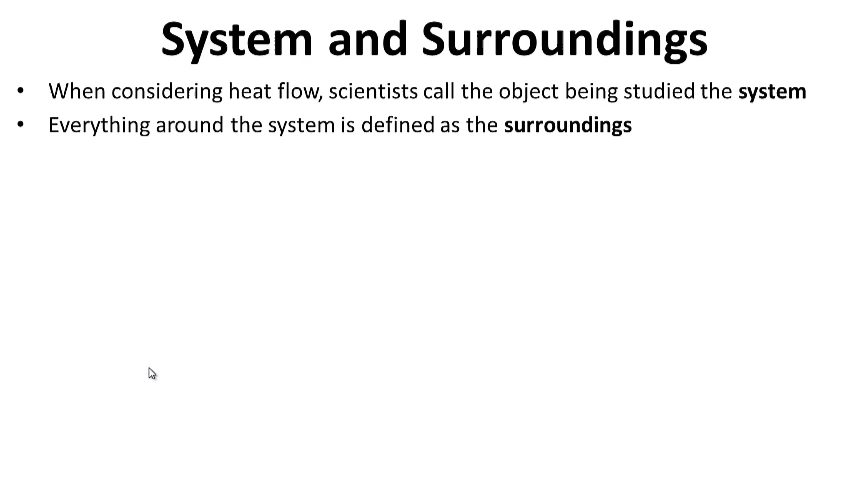 System and Surroundings
• When considering heat flow, scientists call the object being studied the system
• Everything around the system is defined as the surroundings